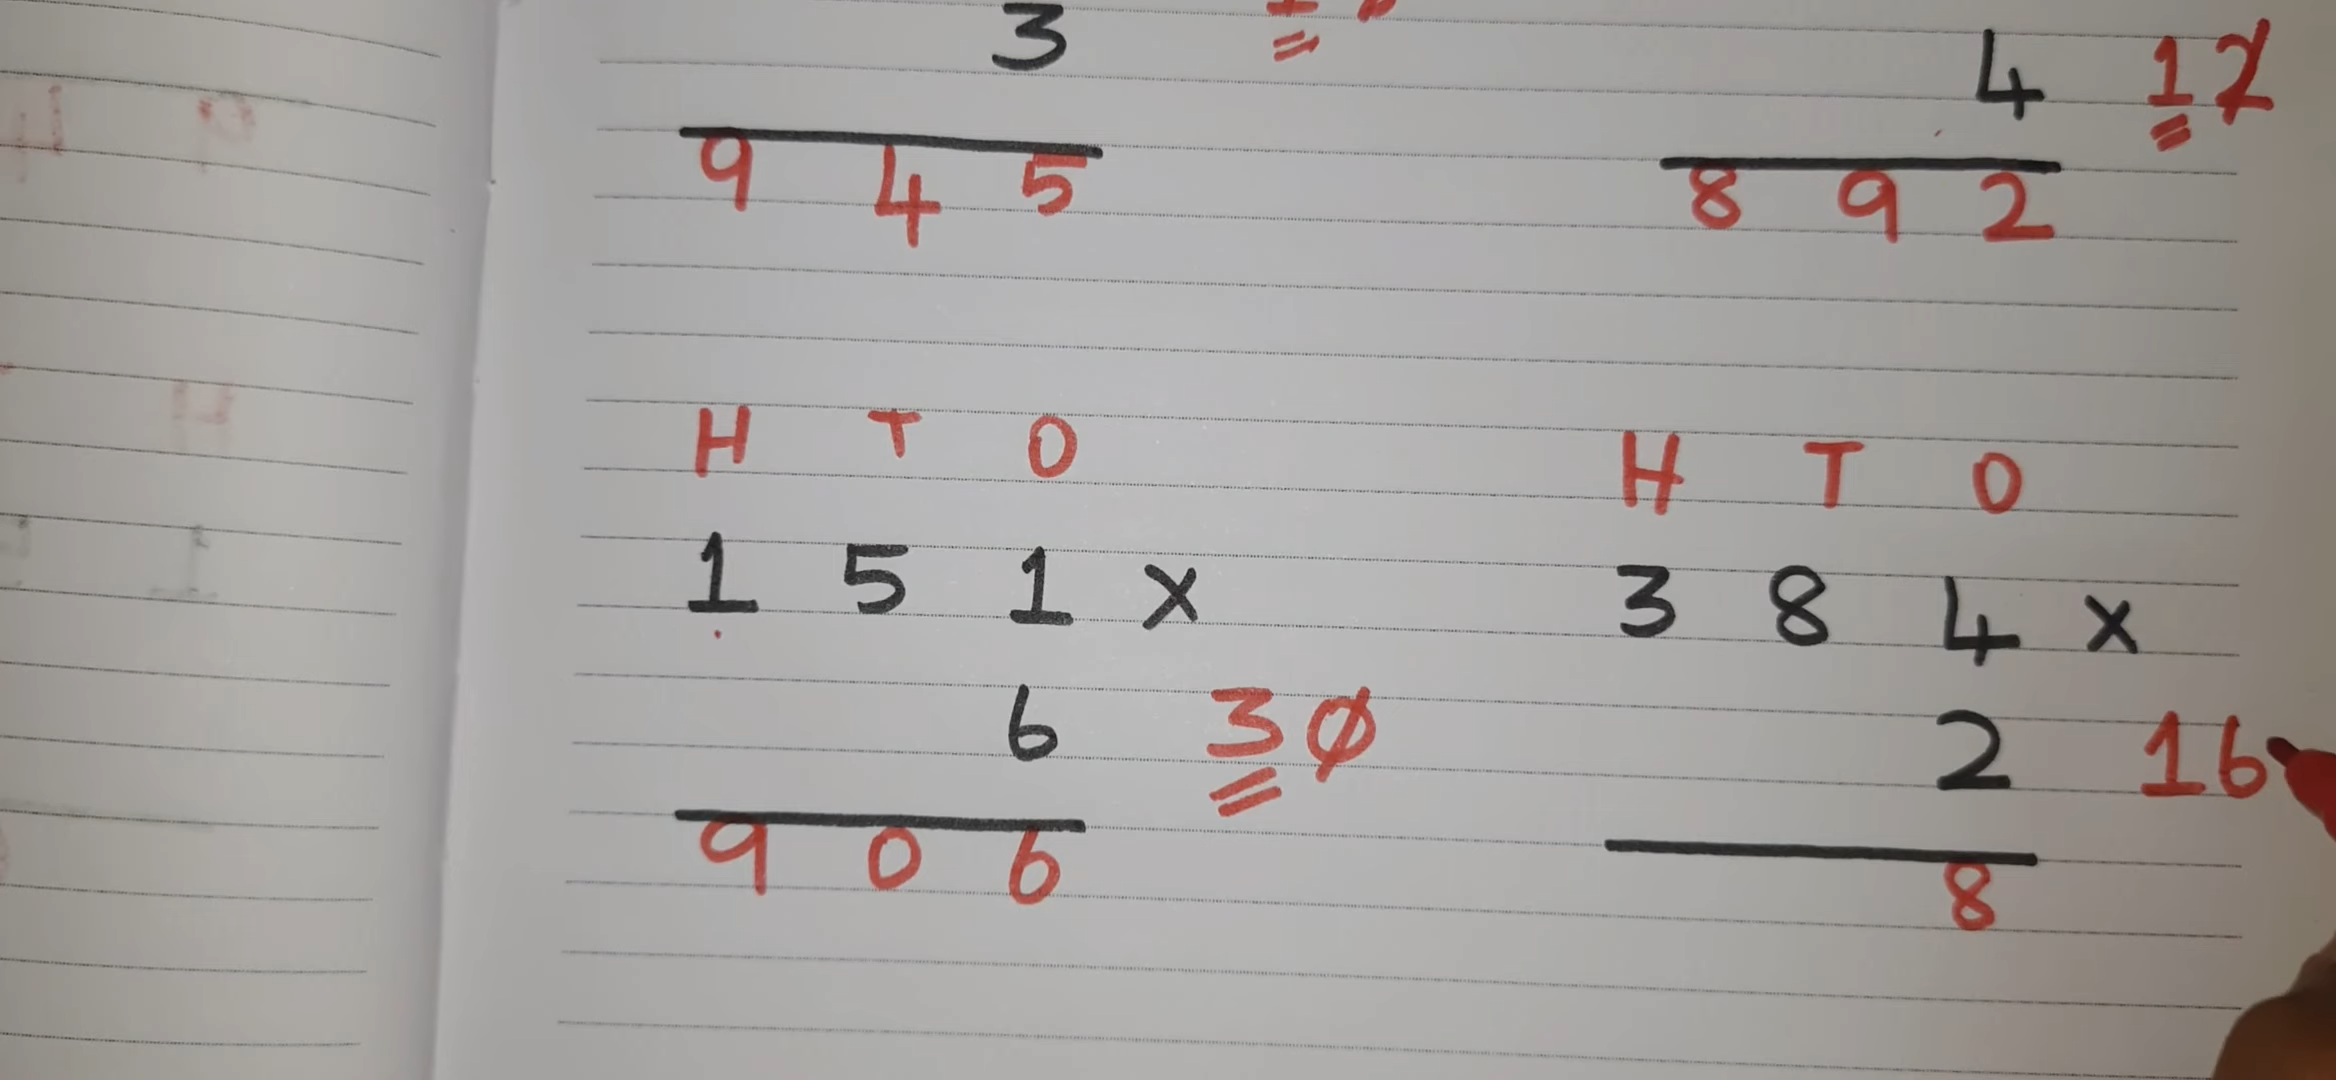 3
4 12
9 4 5
8 9 2
H T O
H T O
1 5 1 x
3 8 4 x
6 30
2 16
9 0 6
8